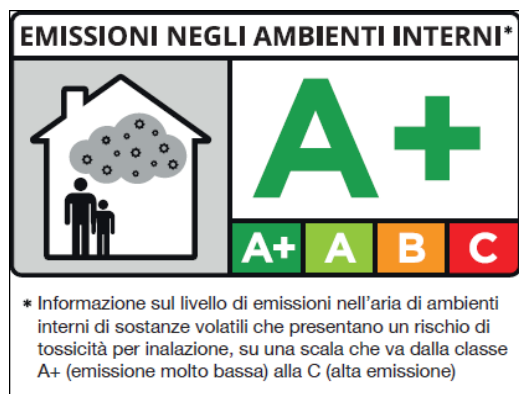 EMISSIONI NEGLI AMBIENTI INTERNI*
A+
A+ A B C
* Informazione sul livello di emissioni nell'aria di ambienti
interni di sostanze volatili che presentano un rischio di
tossicità per inalazione, su una scala che va dalla classe
A+ (emissione molto bassa) alla C (alta emissione)